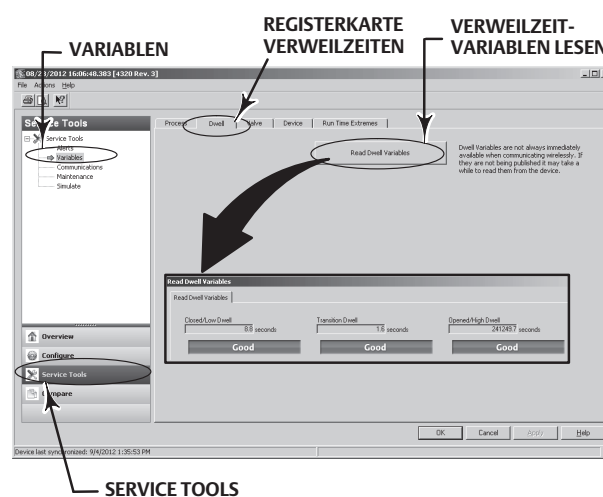 REGISTERKARTE
VERWEILZEITEN
VERWEILZEIT-
VARIABLEN LESEN
VARIABLEN
08/23/2012 16:06:48.383 [4320 Rev. 3]
File Actions Help
Service Tools
Service Tools
Alerts
Variables
Communications
Maintenance
Simulate
Process Dwell Valve Device Run Time Extremes
Read Dwell Variables
Dwell Variables are not always immediately
available when communicating wirelessly. If
they are not being published it may take a
while to read them from the device.
Read Dwell Variables
Read Dwell Variables
Closed/Low Dwell
8.8 seconds
Good
Transition Dwell
1.6 seconds
Good
Opened/High Dwell
241249.7 seconds
Good
Overview
Configure
Service Tools
Compare
OK Cancel Apply Help
Device last synchronized: 9/4/2012 1:35:53 PM
SERVICE TOOLS